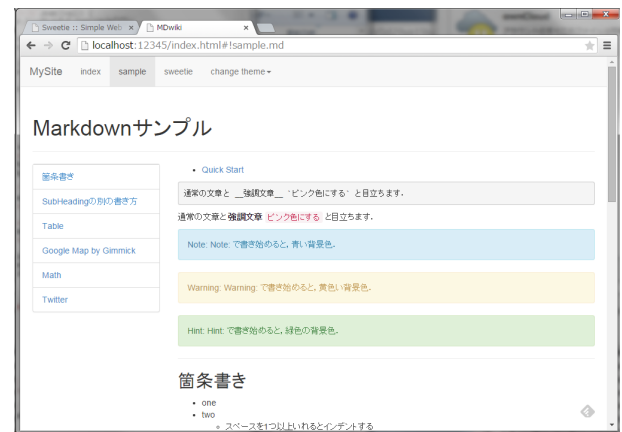 Sweetie :: Simple Web
MDwiki
localhost:12345/index.html#!sample.md
MySite index sample sweetie change theme
Markdownサンプル
箇条書き
SubHeadingの別の書き方
Table
Google Map by Gimmick
Math
Twitter
Quick Start
通常の文章と __強調文章__ `ピンク色にする` と目立ちます.
通常の文章と強調文章 ピンク色にする と目立ちます.
Note: Note: で書き始めると, 青い背景色.
Warning: Warning: で書き始めると, 黄色い背景色.
Hint: Hint: で書き始めると, 緑色の背景色.
箇条書き
one
two
スペースを1つ以上いれるとインデントする